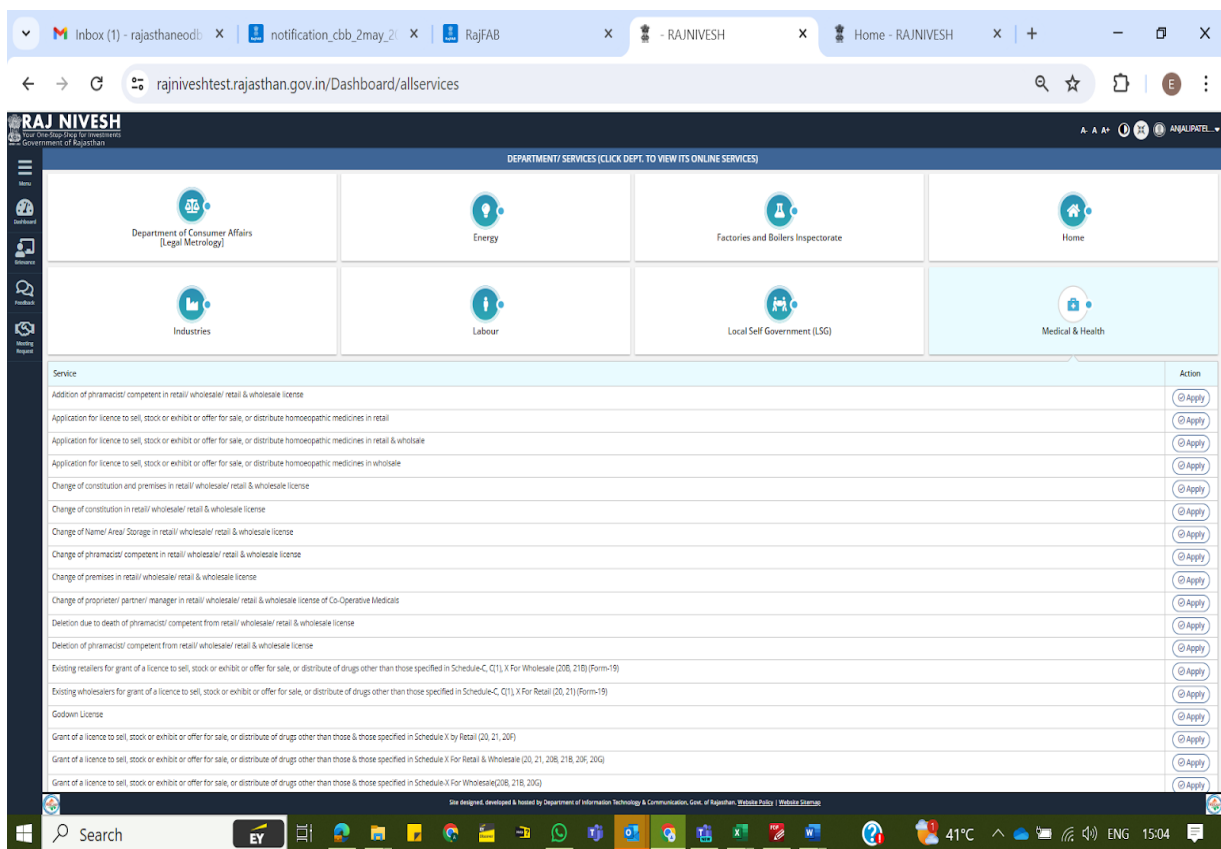 Inbox (1) - rajasthaneodb
notification_cbb_2may_20
RajFAB
- RAJNIVESH
Home - RAJNIVESH
rajniveshtest.rajasthan.gov.in/Dashboard/allservices
E
RAJ NIVESH
Your One-Stop-Shop for Investments
Government of Rajasthan
A- A A+
ANJALIPATEL...
Menu
Dashboard
Relevance
Feedback
Meeting Request
DEPARTMENT/ SERVICES (CLICK DEPT. TO VIEW ITS ONLINE SERVICES)
Department of Consumer Affairs
[Legal Metrology]
Energy
Factories and Boilers Inspectorate
Home
Industries
Labour
Local Self Government (LSG)
Medical & Health
Service Action
Addition of phramacist/ competent in retail/ wholesale/ retail & wholesale license Apply
Application for licence to sell, stock or exhibit or offer for sale, or distribute homoeopathic medicines in retail Apply
Application for licence to sell, stock or exhibit or offer for sale, or distribute homoeopathic medicines in retail & wholsale Apply
Application for licence to sell, stock or exhibit or offer for sale, or distribute homoeopathic medicines in wholsale Apply
Change of constitution and premises in retail/ wholesale/ retail & wholesale license Apply
Change of constitution in retail/ wholesale/ retail & wholesale license Apply
Change of Name/ Area/ Storage in retail/ wholesale/ retail & wholesale license Apply
Change of phramacist/ competent in retail/ wholesale/ retail & wholesale license Apply
Change of premises in retail/ wholesale/ retail & wholesale license Apply
Change of proprieter/ partner/ manager in retail/ wholesale/ retail & wholesale license of Co-Operative Medicals Apply
Deletion due to death of phramacist/ competent from retail/ wholesale/ retail & wholesale license Apply
Deletion of phramacist/ competent from retail/ wholesale/ retail & wholesale license Apply
Existing retailers for grant of a licence to sell, stock or exhibit or offer for sale, or distribute of drugs other than those specified in Schedule-C, C(1), X For Wholesale (20B, 21B) (Form-19) Apply
Existing wholesalers for grant of a licence to sell, stock or exhibit or offer for sale, or distribute of drugs other than those specified in Schedule-C, C(1), X For Retail (20, 21) (Form-19) Apply
Godown License Apply
Grant of a licence to sell, stock or exhibit or offer for sale, or distribute of drugs other than those & those specified in Schedule X by Retail (20, 21, 20F) Apply
Grant of a licence to sell, stock or exhibit or offer for sale, or distribute of drugs other than those & those specified in Schedule-X For Retail & Wholesale (20, 21, 20B, 21B, 20F, 20G) Apply
Grant of a licence to sell, stock or exhibit or offer for sale, or distribute of drugs other than those & those specified in Schedule-X For Wholesale(20B, 21B, 20G) Apply
Site designed, developed & hosted by Department of Information Technology & Communication, Govt. of Rajasthan. Website Policy | Website Sitemap
Search
EY
41°C
ENG
15:04